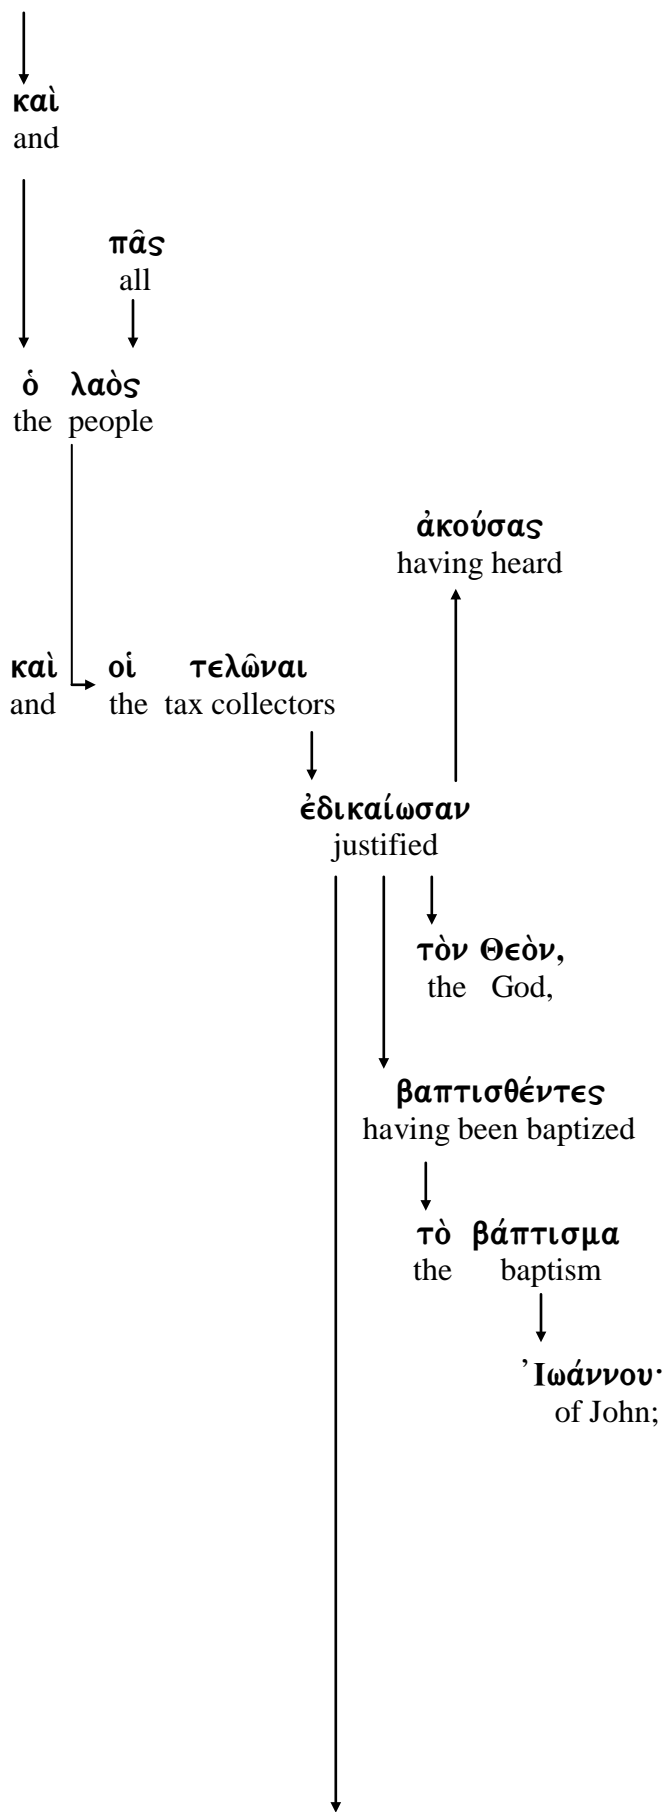 καὶ
and
πᾶς
all
ὁ λαὸς
the people
ἀκούσας
having heard
καὶ οἱ τελῶναι
and the tax collectors
ἐδικαίωσαν
justified
τὸν Θεὸν,
the God,
βαπτισθέντες
having been baptized
τὸ βάπτισμα
the baptism
Ἰωάννου·
of John;